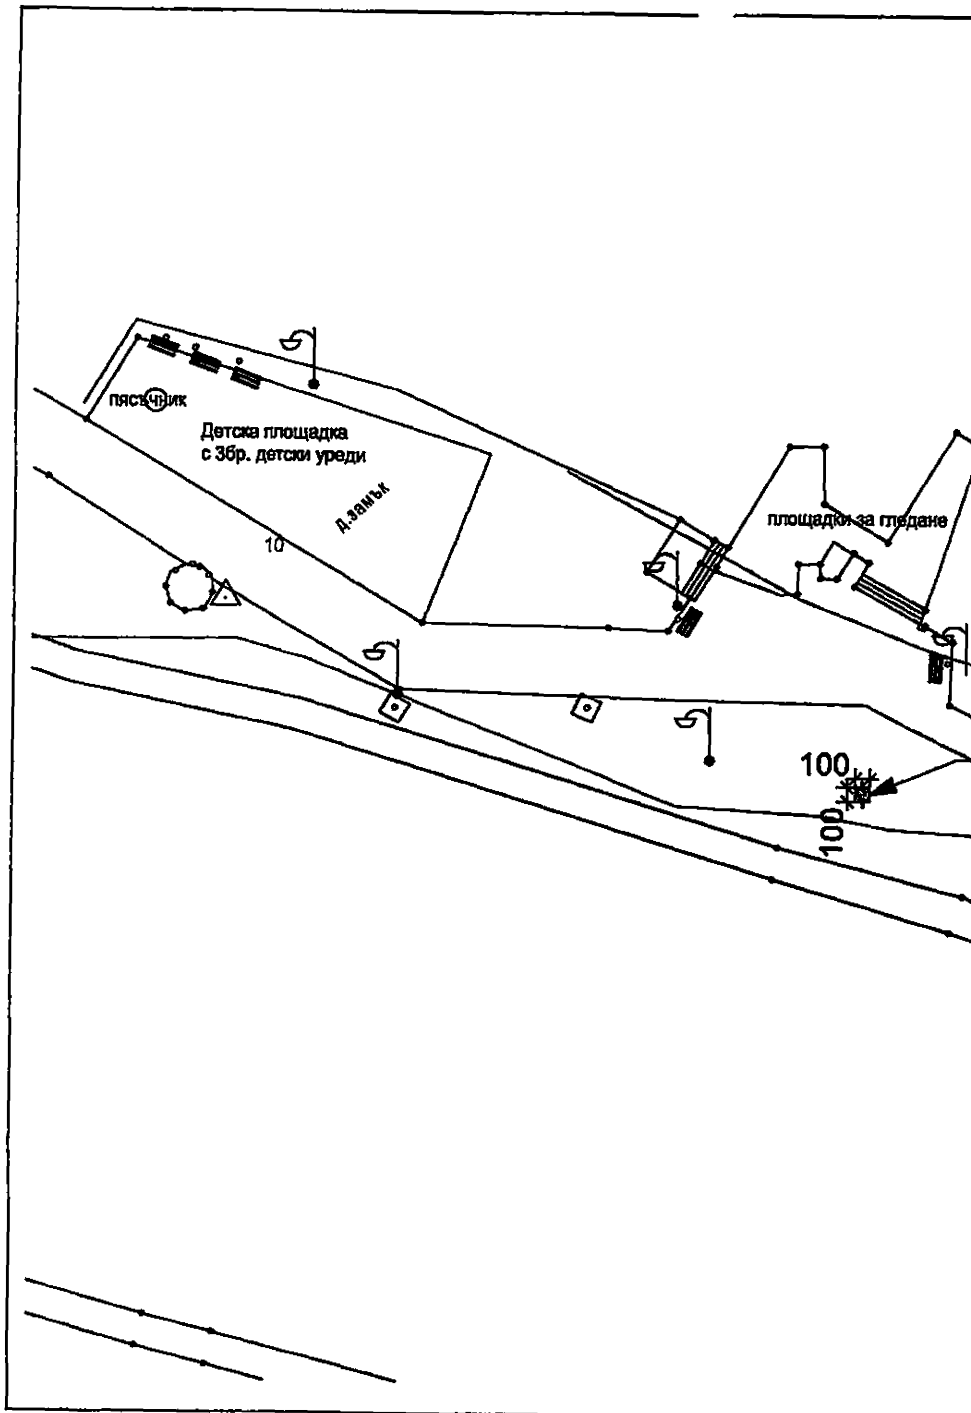 пясъчник
Детска площадка
с 3бр. детски уреди
д.замък
10
площадки за гледане
100
100